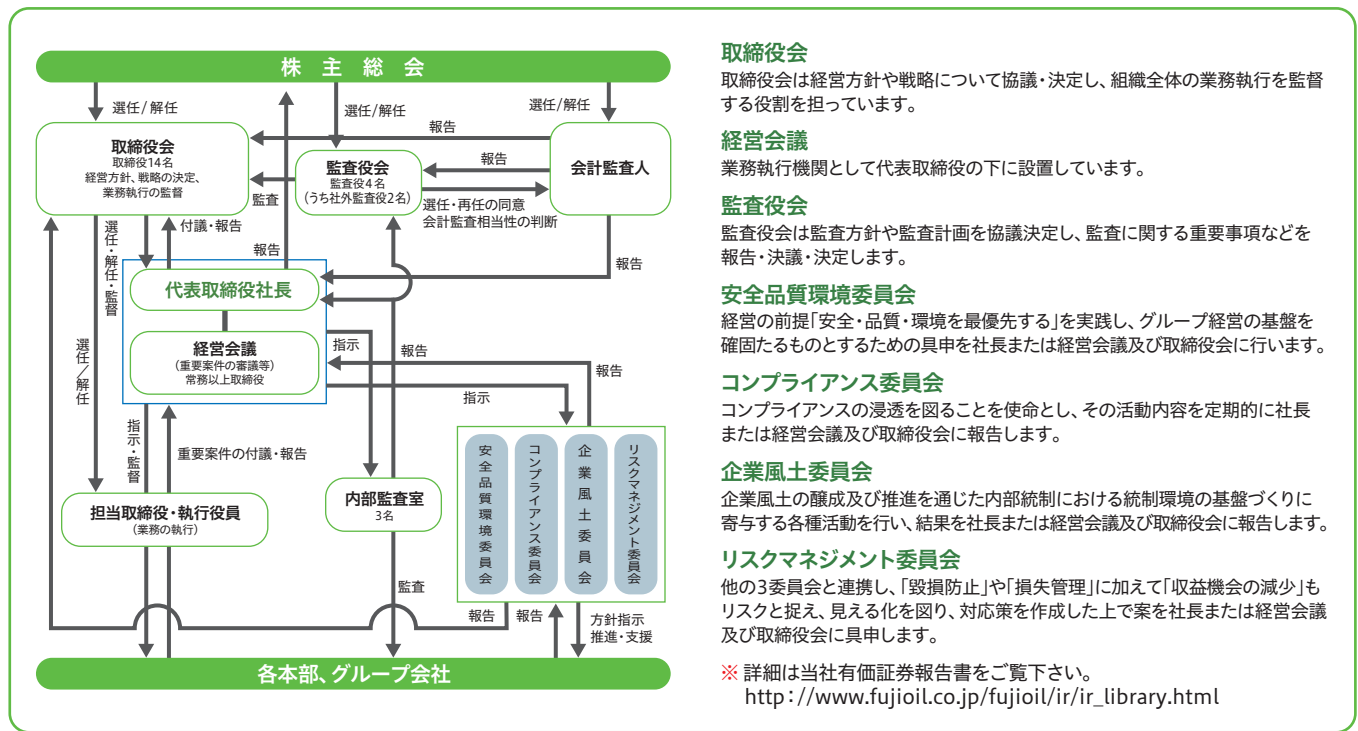 株主総会
選任/解任
選任/解任
選任/解任
取締役会
取締役14名
経営方針、戦略の決定、
業務執行の監督
報告
監査役会
監査役4名
(うち社外監査役2名)
報告
会計監査人
監査
選任・再任の同意
会計監査相当性の判断
選任・解任・監督
付議・報告
報告
報告
代表取締役社長
経営会議
(重要案件の審議等)
常務以上取締役
指示
報告
報告
指示
選任/解任
指示・監督
重要案件の付議・報告
担当取締役・執行役員
(業務の執行)
内部監査室
3名
安全品質環境委員会
コンプライアンス委員会
企業風土委員会
リスクマネジメント委員会
監査
報告
報告
方針指示
推進・支援
各本部、グループ会社
取締役会
取締役会は経営方針や戦略について協議・決定し、組織全体の業務執行を監督
する役割を担っています。
経営会議
業務執行機関として代表取締役の下に設置しています。
監査役会
監査役会は監査方針や監査計画を協議決定し、監査に関する重要事項などを
報告・決議・決定します。
安全品質環境委員会
経営の前提「安全・品質・環境を最優先する」を実践し、グループ経営の基盤を
確固たるものとするための具申を社長または経営会議及び取締役会に行います。
コンプライアンス委員会
コンプライアンスの浸透を図ることを使命とし、その活動内容を定期的に社長
または経営会議及び取締役会に報告します。
企業風土委員会
企業風土の醸成及び推進を通じた内部統制における統制環境の基盤づくりに
寄与する各種活動を行い、結果を社長または経営会議及び取締役会に報告します。
リスクマネジメント委員会
他の3委員会と連携し、「毀損防止」や「損失管理」に加えて「収益機会の減少」も
リスクと捉え、見える化を図り、対応策を作成した上で案を社長または経営会議
及び取締役会に具申します。
※ 詳細は当社有価証券報告書をご覧下さい。
http://www.fujioil.co.jp/fujioil/ir/ir_library.html